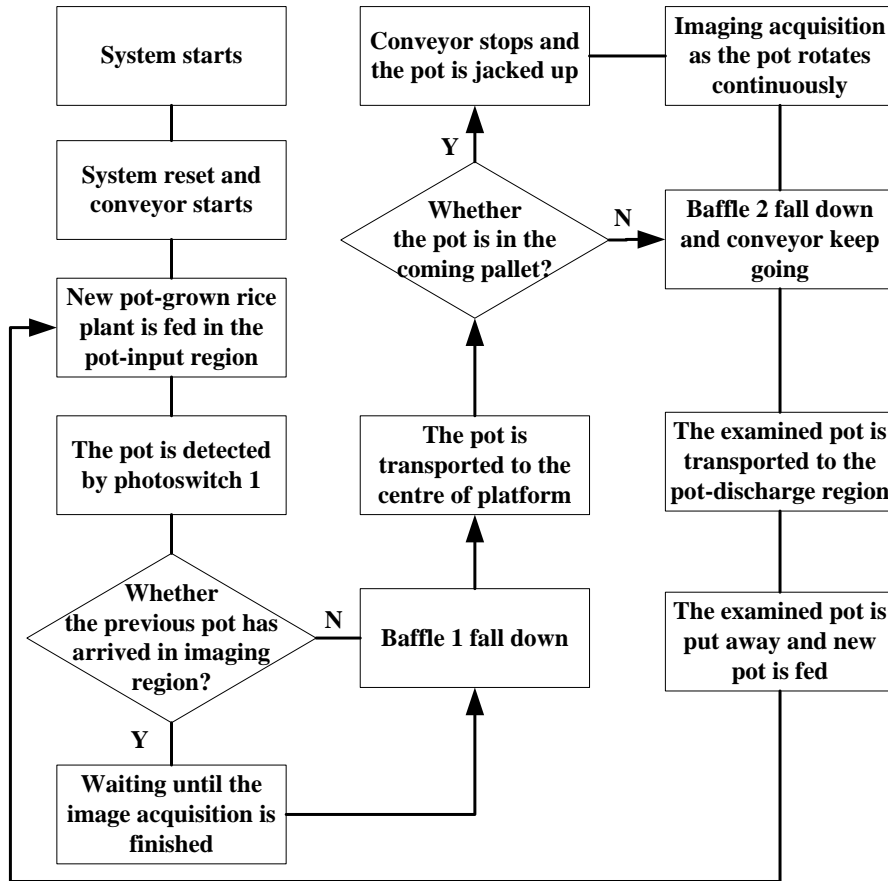 System starts
System reset and
conveyor starts
New pot-grown rice
plant is fed in the
pot-input region
The pot is detected
by photoswitch 1
Whether
the previous pot has
arrived in imaging
region?
N
Y
Waiting until the
image acquisition is
finished
Baffle 1 fall down
The pot is
transported to the
centre of platform
Whether
the pot is in the
coming pallet?
Y
N
Conveyor stops and
the pot is jacked up
Imaging acquisition
as the pot rotates
continuously
Baffle 2 fall down
and conveyor keep
going
The examined pot is
transported to the
pot-discharge region
The examined pot is
put away and new
pot is fed